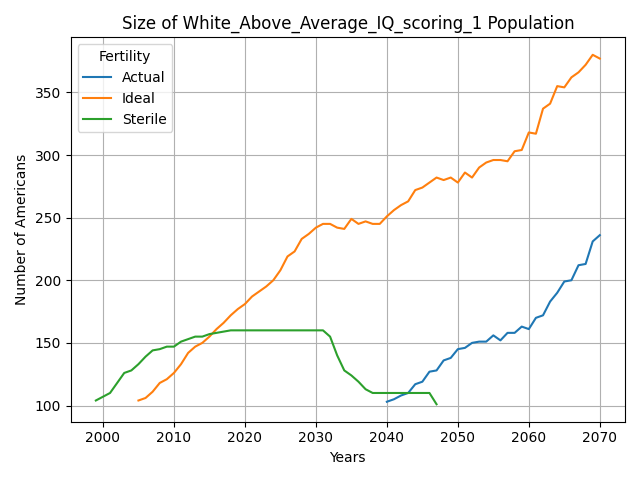 Size of White_Above_Average_IQ_scoring_1 Population
Fertility
Actual
Ideal
Sterile
Number of Americans
350
300
250
200
150
100
2000 2010 2020 2030 2040 2050 2060 2070
Years